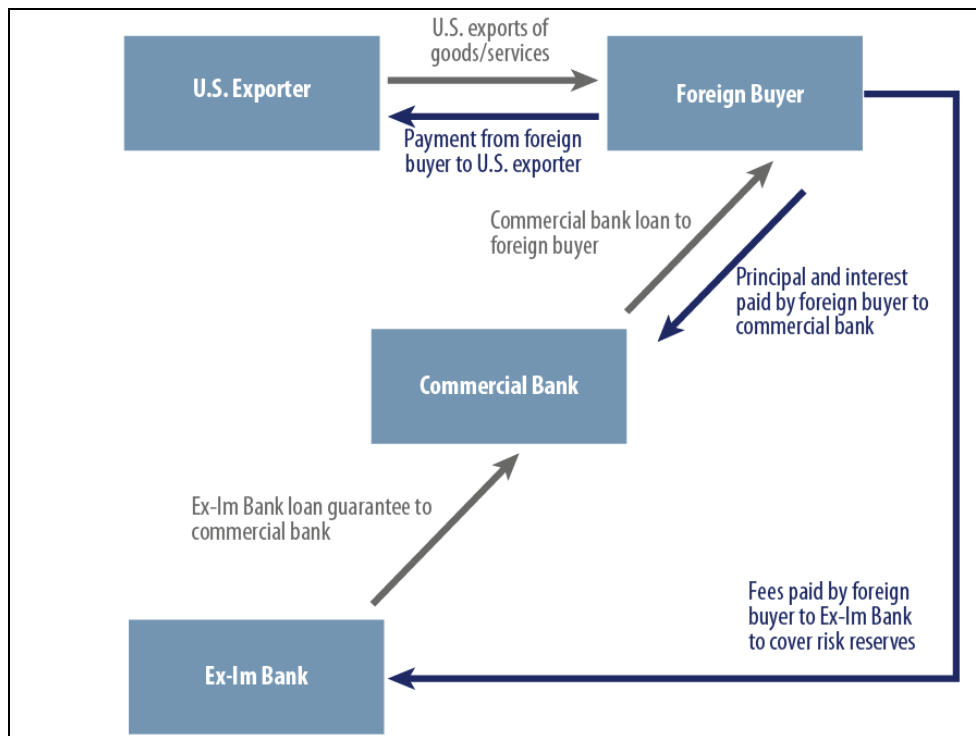 U.S. exports of
goods/services
U.S. Exporter
Foreign Buyer
Payment from foreign
buyer to U.S. exporter
Commercial bank loan to
foreign buyer
Principal and interest
paid by foreign buyer to
commercial bank
Commercial Bank
Ex-Im Bank loan guarantee to
commercial bank
Fees paid by foreign
buyer to Ex-Im Bank
to cover risk reserves
Ex-Im Bank